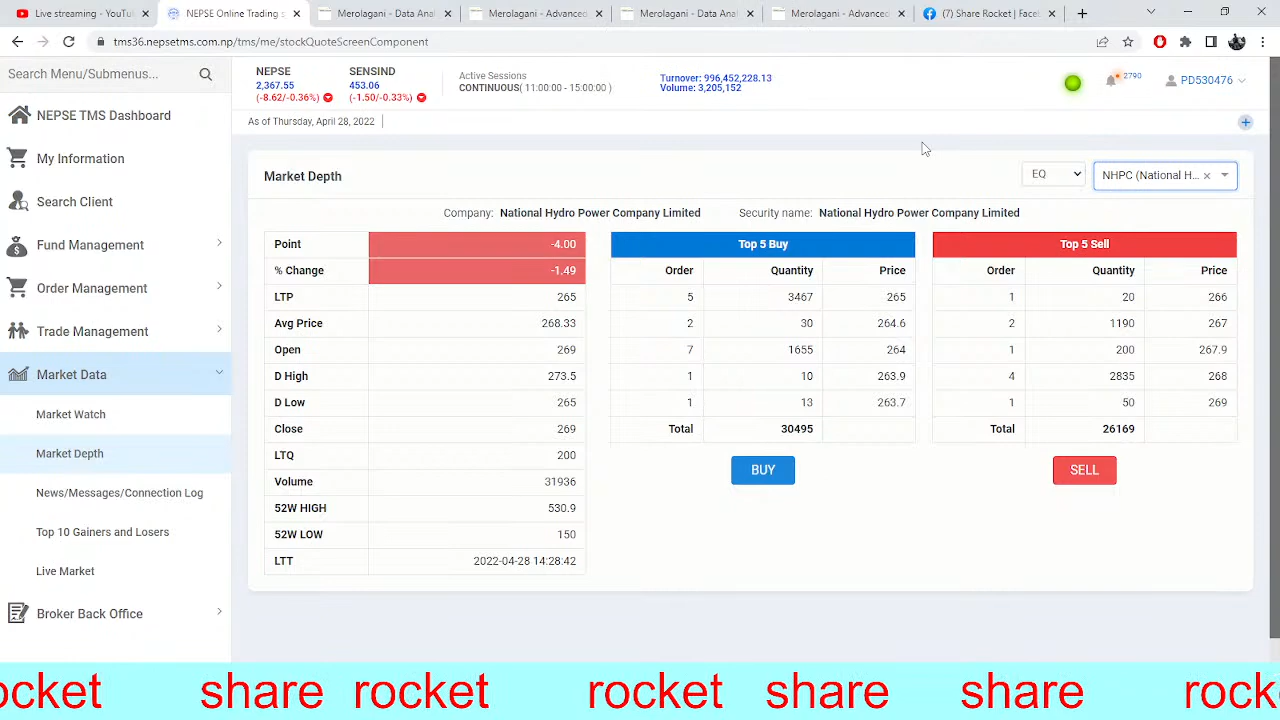 Live streaming - YouTu
NEPSE Online Trading s
Merolagani - Data Anal
Merolagani - Advanced
Merolagani - Data Anal
Merolagani - Advanced
(7) Share Rocket | Face
tms36.nepsetms.com.np/tms/me/stockQuoteScreenComponent
Search Menu/Submenus...
NEPSE
2,367.55
(-8.62/-0.36%)
SENSIND
453.06
(-1.50/-0.33%)
Active Sessions
CONTINUOUS( 11:00:00 - 15:00:00 )
Turnover: 996,452,228.13
Volume: 3,205,152
2790
PD530476
As of Thursday, April 28, 2022
NEPSE TMS Dashboard
My Information
Search Client
Fund Management
Order Management
Trade Management
Market Data
Market Watch
Market Depth
News/Messages/Connection Log
Top 10 Gainers and Losers
Live Market
Broker Back Office
Market Depth
EQ
NHPC (National H...
Company: National Hydro Power Company Limited
Security name: National Hydro Power Company Limited
Point -4.00
% Change -1.49
LTP 265
Avg Price 268.33
Open 269
D High 273.5
D Low 265
Close 269
LTQ 200
Volume 31936
52W HIGH 530.9
52W LOW 150
LTT 2022-04-28 14:28:42
Top 5 Buy
Order Quantity Price
5 3467 265
2 30 264.6
7 1655 264
1 10 263.9
1 13 263.7
Total 30495
BUY
Top 5 Sell
Order Quantity Price
1 20 266
2 1190 267
1 200 267.9
4 2835 268
1 50 269
Total 26169
SELL
ocket share rocket rocket share share rock